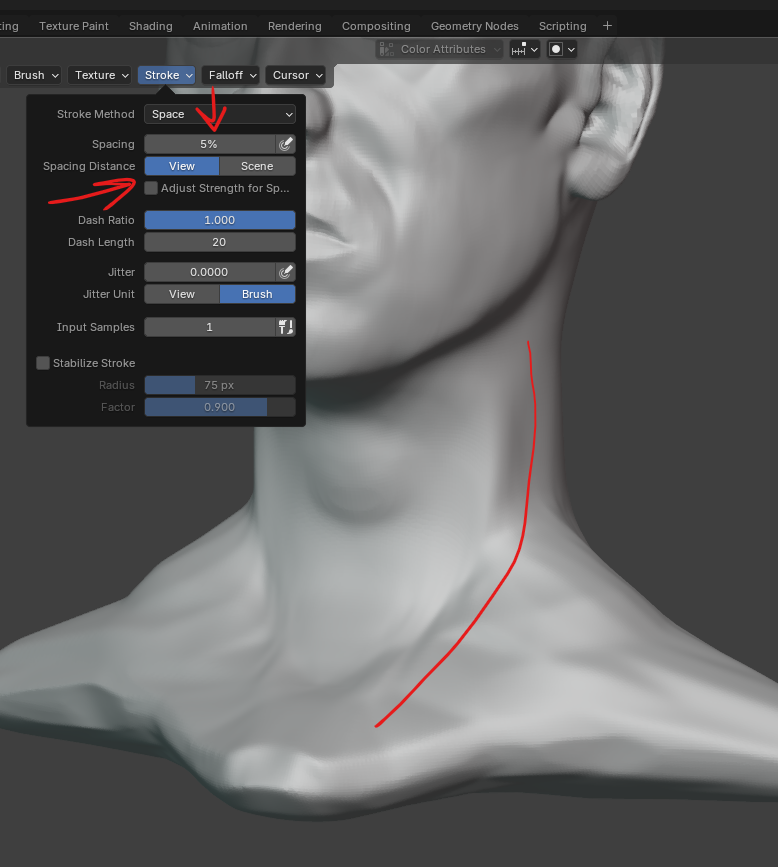 ting Texture Paint Shading Animation Rendering Compositing Geometry Nodes Scripting +
Color Attributes
Brush Texture Stroke Falloff Cursor
Stroke Method Space
Spacing 5%
Spacing Distance View Scene
Adjust Strength for Sp...
Dash Ratio 1.000
Dash Length 20
Jitter 0.0000
Jitter Unit View Brush
Input Samples 1
Stabilize Stroke
Radius 75 px
Factor 0.900